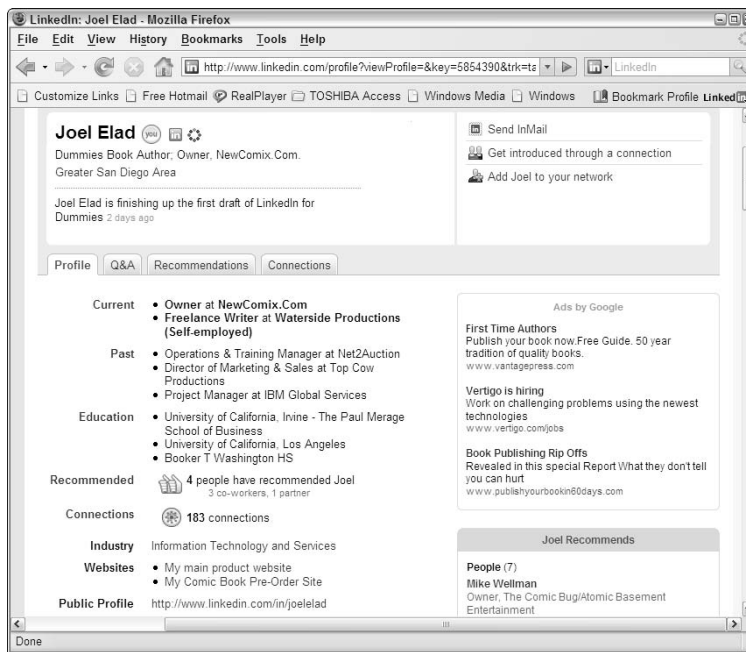 LinkedIn: Joel Elad - Mozilla Firefox
File Edit View History Bookmarks Tools Help
http://www.linkedin.com/profile?viewProfile=&key=5854390&trk=ta
LinkedIn
Customize Links Free Hotmail RealPlayer TOSHIBA Access Windows Media Windows Bookmark Profile Linked in
Joel Elad you in
Dummies Book Author; Owner, NewComix.Com.
Greater San Diego Area
Joel Elad is finishing up the first draft of LinkedIn for
Dummies 2 days ago
Send InMail
Get introduced through a connection
Add Joel to your network
Profile Q&A Recommendations Connections
Current • Owner at NewComix.Com
• Freelance Writer at Waterside Productions
(Self-employed)
Past • Operations & Training Manager at Net2Auction
• Director of Marketing & Sales at Top Cow
Productions
• Project Manager at IBM Global Services
Education • University of California, Irvine - The Paul Merage
School of Business
• University of California, Los Angeles
• Booker T Washington HS
Recommended 4 people have recommended Joel
3 co-workers, 1 partner
Connections 183 connections
Industry Information Technology and Services
Websites • My main product website
• My Comic Book Pre-Order Site
Public Profile http://www.linkedin.com/in/joelelad
Ads by Google
First Time Authors
Publish your book now.Free Guide. 50 year
tradition of quality books.
www.vantagepress.com
Vertigo is hiring
Work on challenging problems using the newest
technologies
www.vertigo.com/jobs
Book Publishing Rip Offs
Revealed in this special Report What they don't tell
you can hurt
www.publishyourbookin60days.com
Joel Recommends
People (7)
Mike Wellman
Owner, The Comic Bug/Atomic Basement
Entertainment
Done